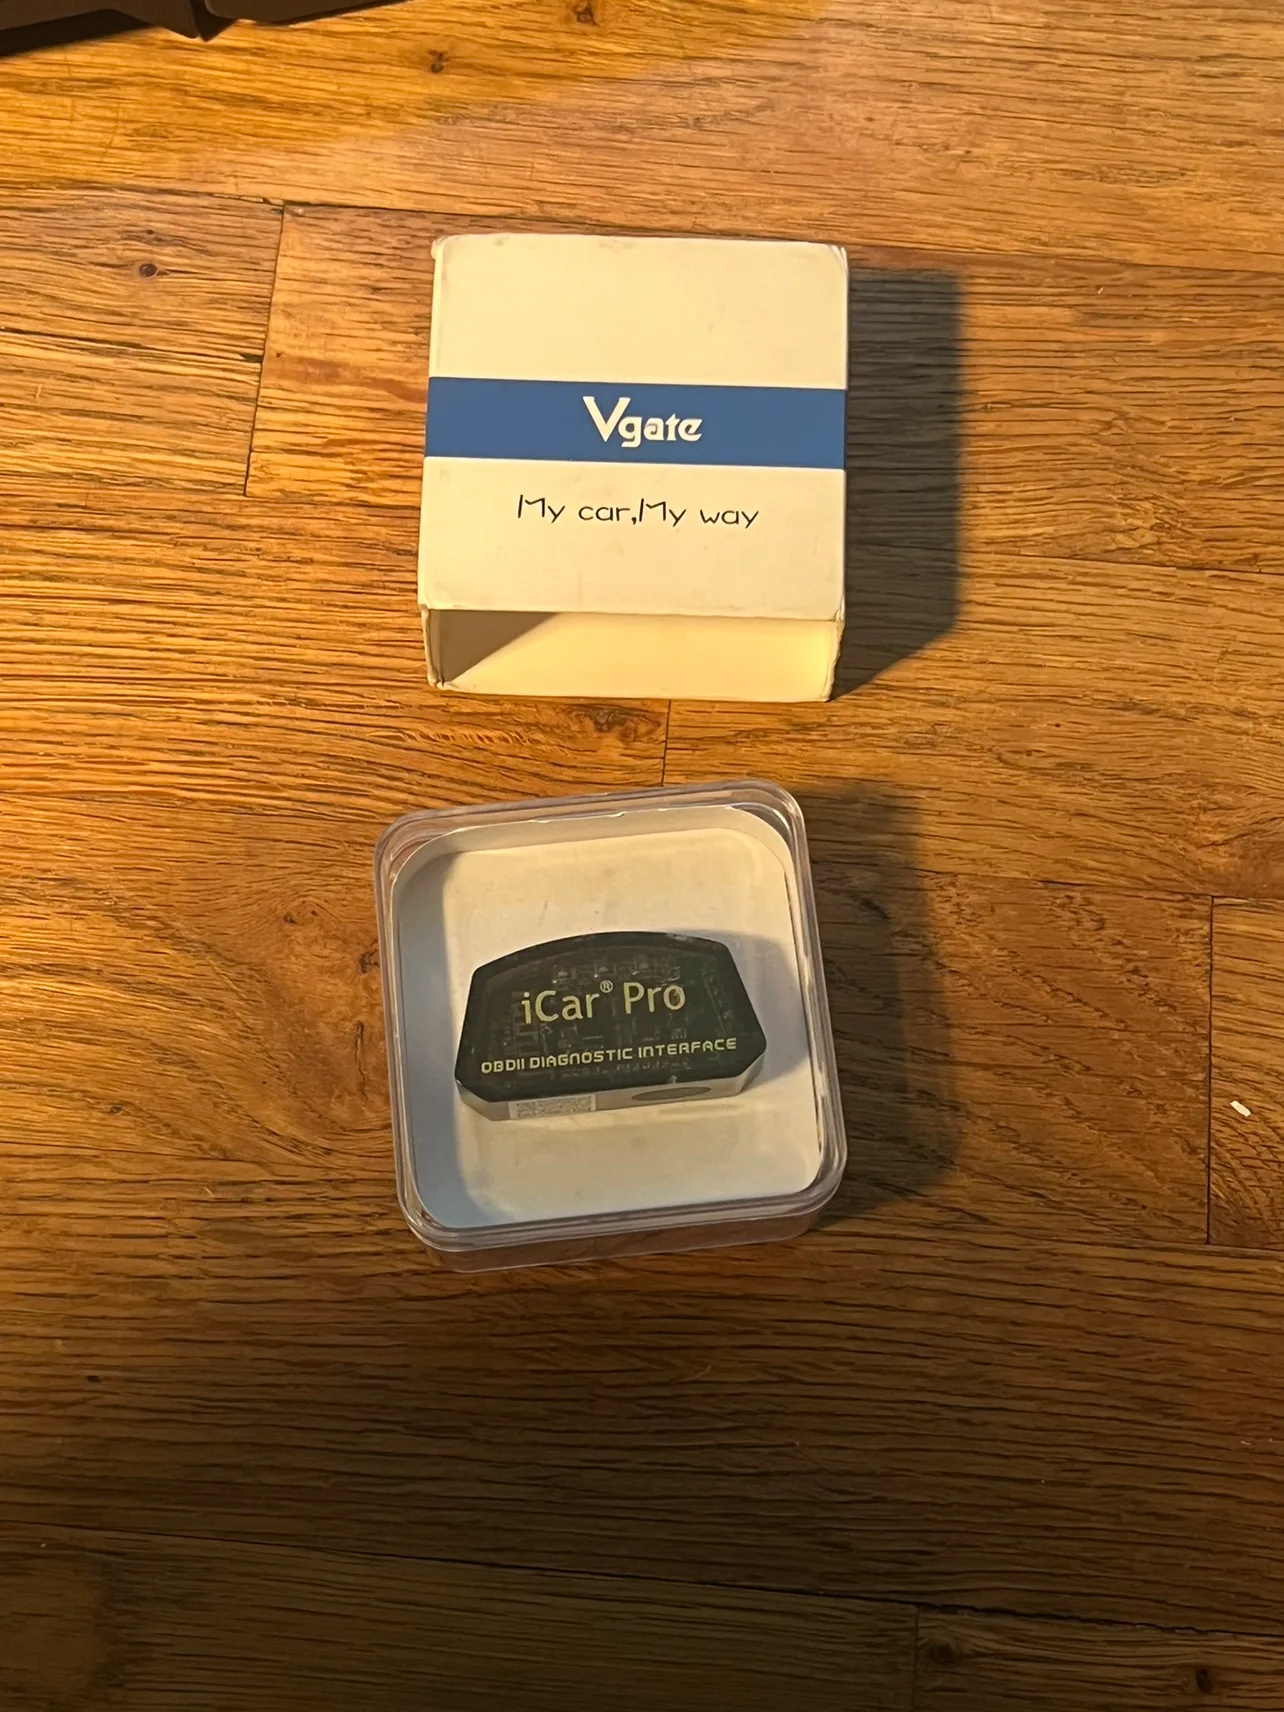 Vgate
My car,My way
iCar® Pro
OBDII DIAGNOSTIC INTERFACE